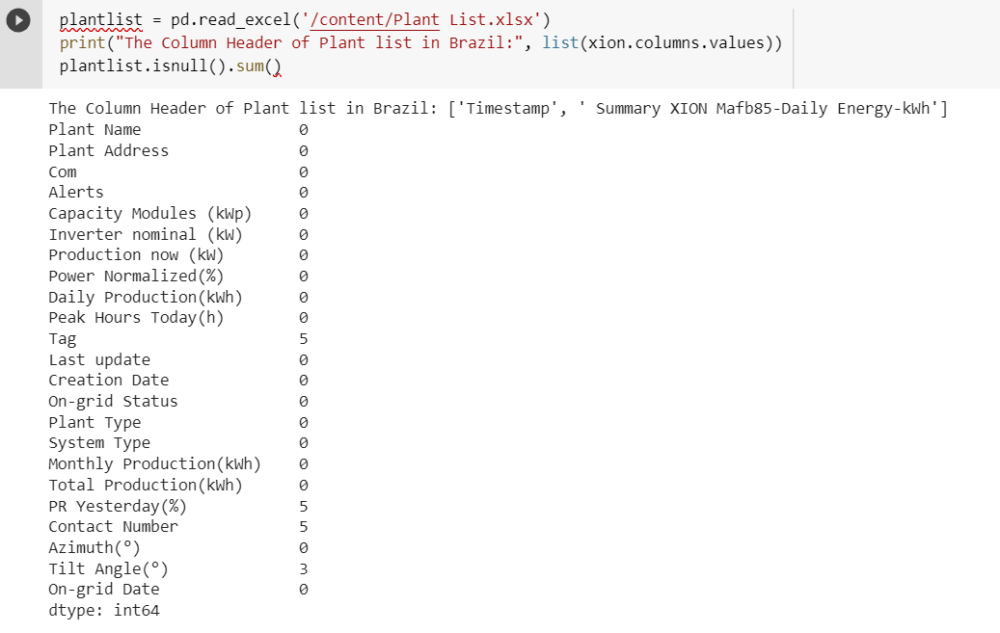 plantlist = pd.read_excel('/content/Plant List.xlsx')
print("The Column Header of Plant list in Brazil:", list(xion.columns.values))
plantlist.isnull().sum()
The Column Header of Plant list in Brazil: ['Timestamp', ' Summary XION Mafb85-Daily Energy-kWh']
Plant Name                 0
Plant Address              0
Com                        0
Alerts                     0
Capacity Modules (kWp)     0
Inverter nominal (kW)      0
Production now (kW)        0
Power Normalized(%)        0
Daily Production(kWh)      0
Peak Hours Today(h)        0
Tag                        5
Last update                0
Creation Date              0
On-grid Status             0
Plant Type                 0
System Type                0
Monthly Production(kWh)    0
Total Production(kWh)      0
PR Yesterday(%)            5
Contact Number             5
Azimuth(°)                 0
Tilt Angle(°)              3
On-grid Date               0
dtype: int64